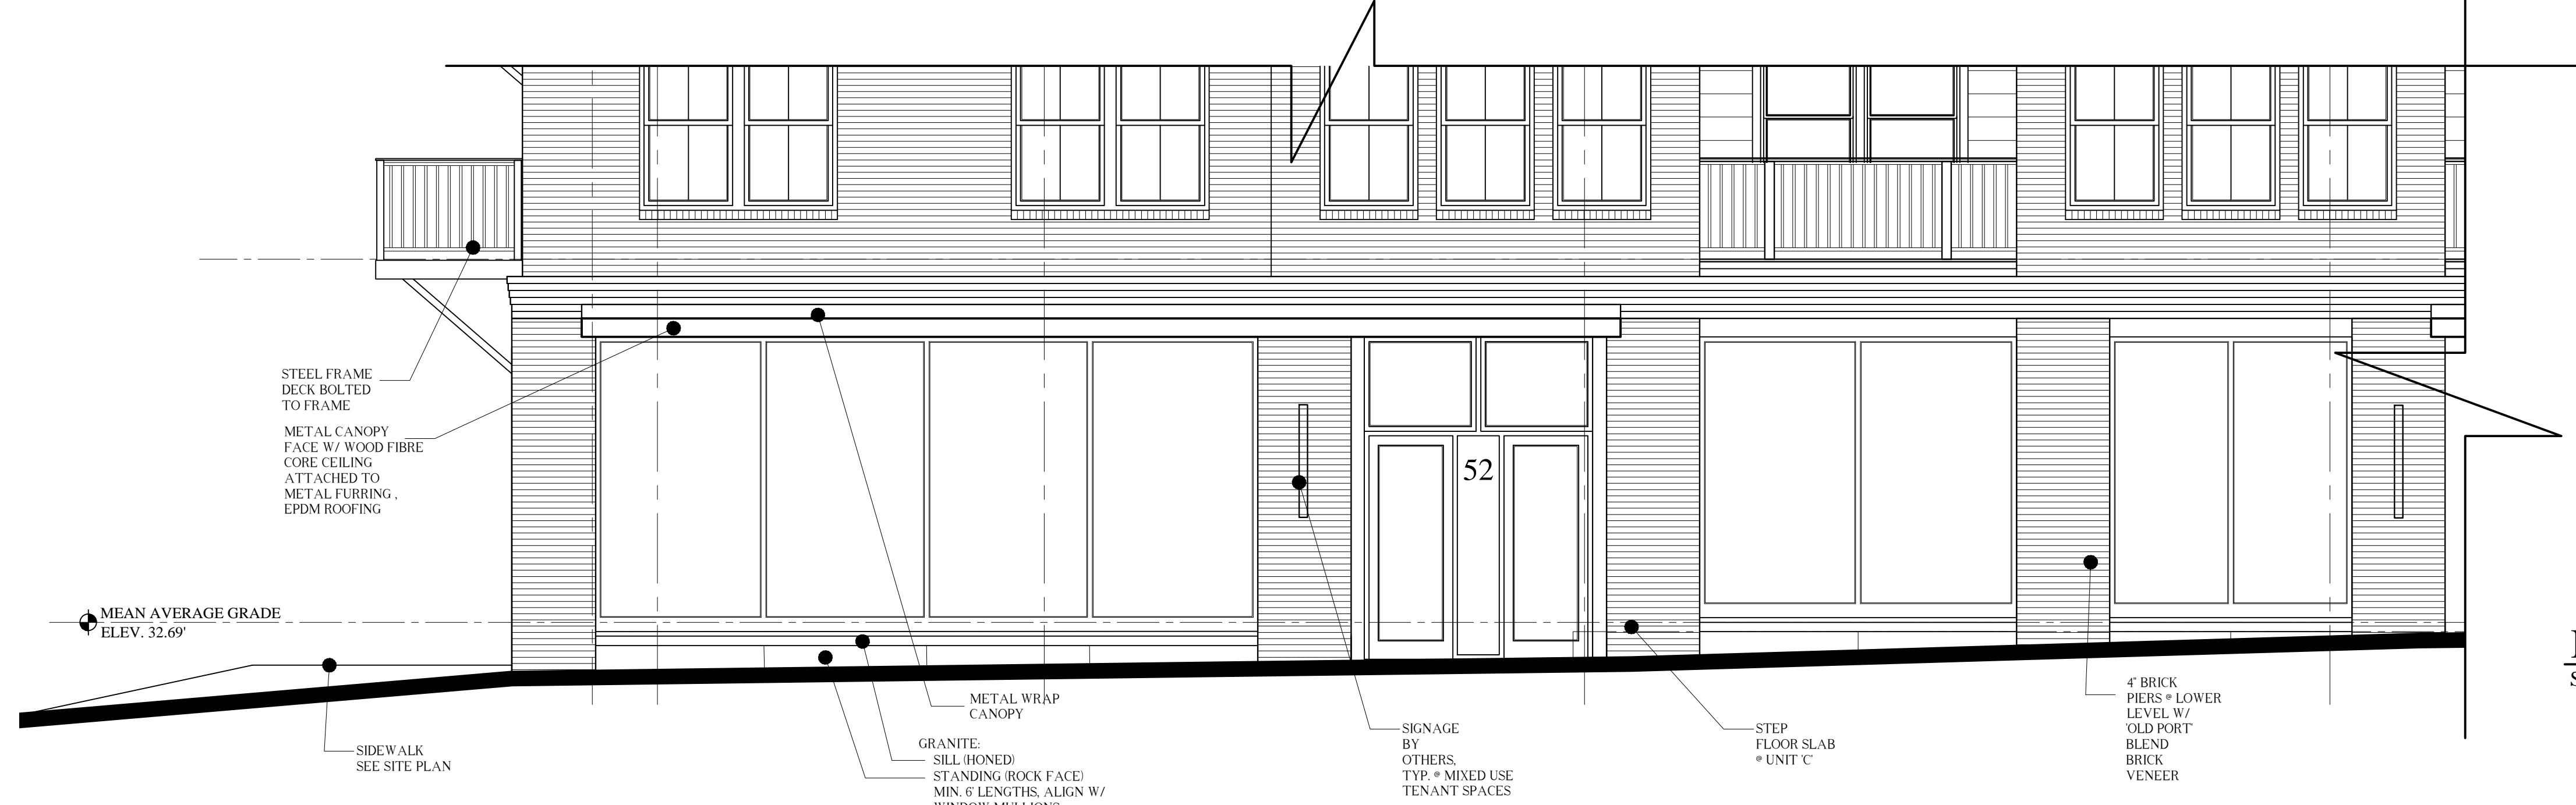 STEEL FRAME
DECK BOLTED
TO FRAME
METAL CANOPY
FACE W/ WOOD FIBRE
CORE CEILING
ATTACHED TO
METAL FURRING ,
EPDM ROOFING
52
MEAN AVERAGE GRADE
ELEV. 32.69'
SIDEWALK
SEE SITE PLAN
METAL WRAP
CANOPY
GRANITE:
SILL (HONED)
STANDING (ROCK FACE)
MIN. 6' LENGTHS, ALIGN W/
WINDOW MULLIONS
SIGNAGE
BY
OTHERS,
TYP. @ MIXED USE
TENANT SPACES
STEP
FLOOR SLAB
@ UNIT 'C'
4" BRICK
PIERS @ LOWER
LEVEL W/
'OLD PORT'
BLEND
BRICK
VENEER